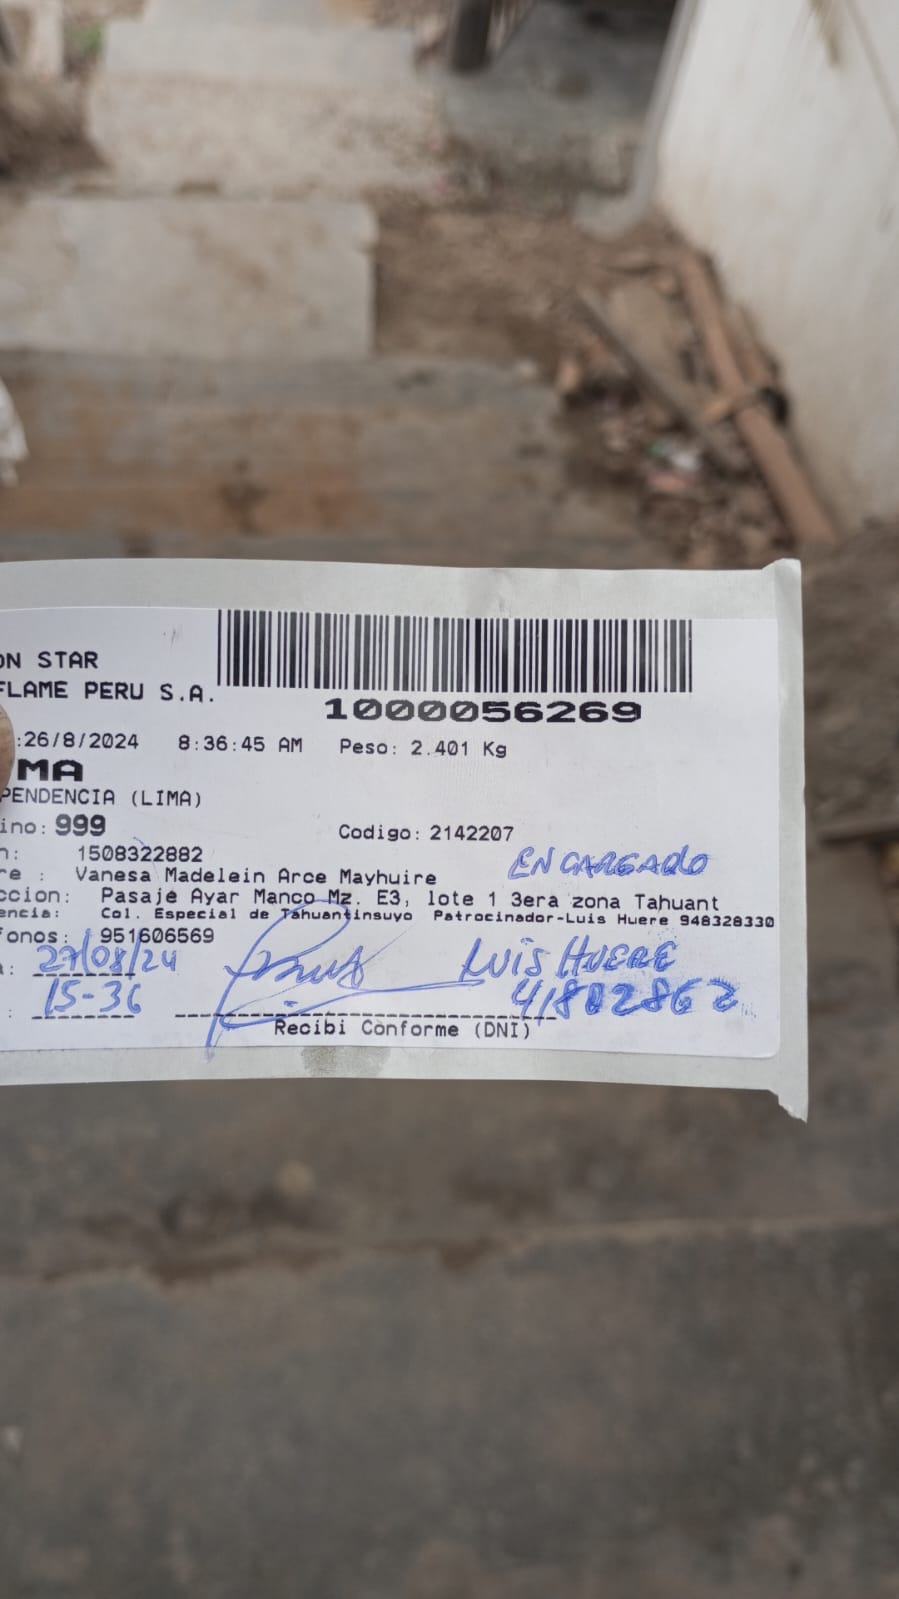 ON STAR
FLAME PERU S.A.
1000056269
:26/8/2024 8:36:45 AM Peso: 2.401 Kg
MA
PENDENCIA (LIMA)
ino: 999 Codigo: 2142207
n: 1508322882
ENCARGADO
re : Vanesa Madelein Arce Mayhuire
ccion: Pasaje Ayar Manco Mz. E3, lote 1 3era zona Tahuant
encia: Col. Especial de Tahuantinsuyo Patrocinador-Luis Huere 948328330
fonos: 951606569
a: 27/08/24 LUIS HUERE
: 15-36 41802862
Recibi Conforme (DNI)